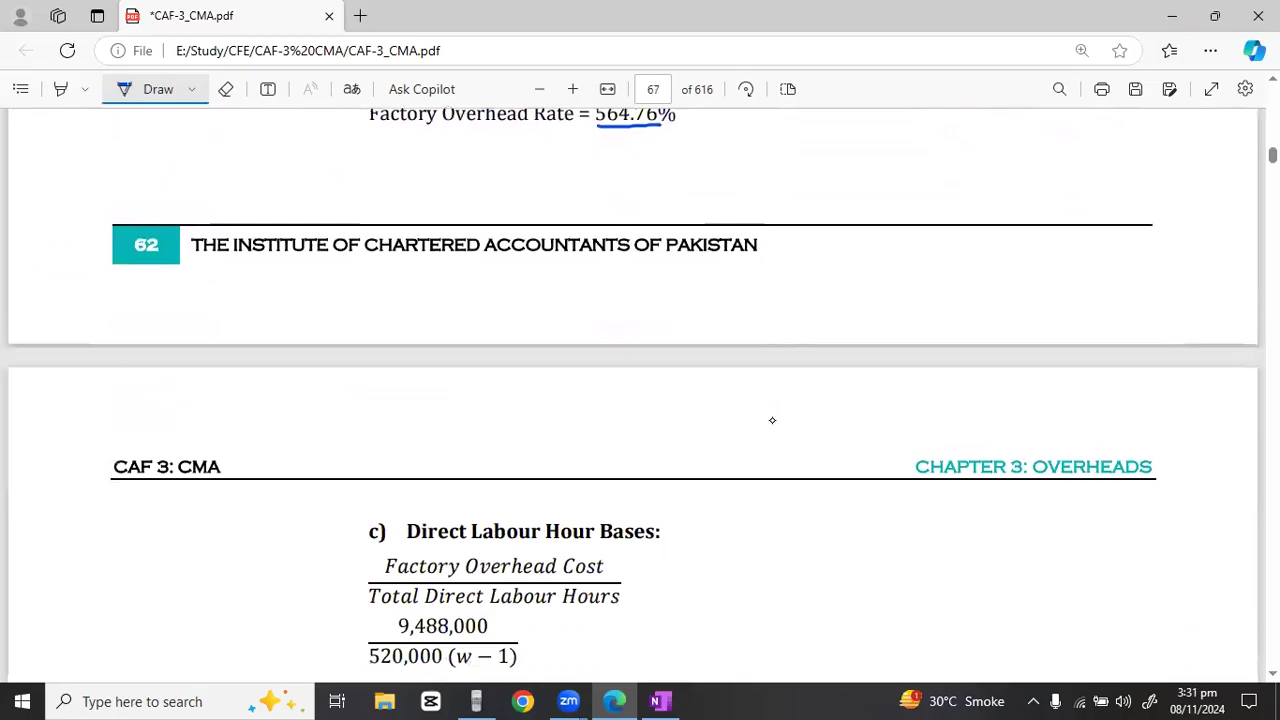 *CAF-3_CMA.pdf
File E:/Study/CFE/CAF-3%20CMA/CAF-3_CMA.pdf
Draw Ask Copilot 67 of 616
Factory Overhead Rate = 564.76%
62 THE INSTITUTE OF CHARTERED ACCOUNTANTS OF PAKISTAN
CAF 3: CMA CHAPTER 3: OVERHEADS
c) Direct Labour Hour Bases:
Factory Overhead Cost
Total Direct Labour Hours
9,488,000
520,000 (w − 1)
Type here to search zm N 1 30°C Smoke 3:31 pm
08/11/2024